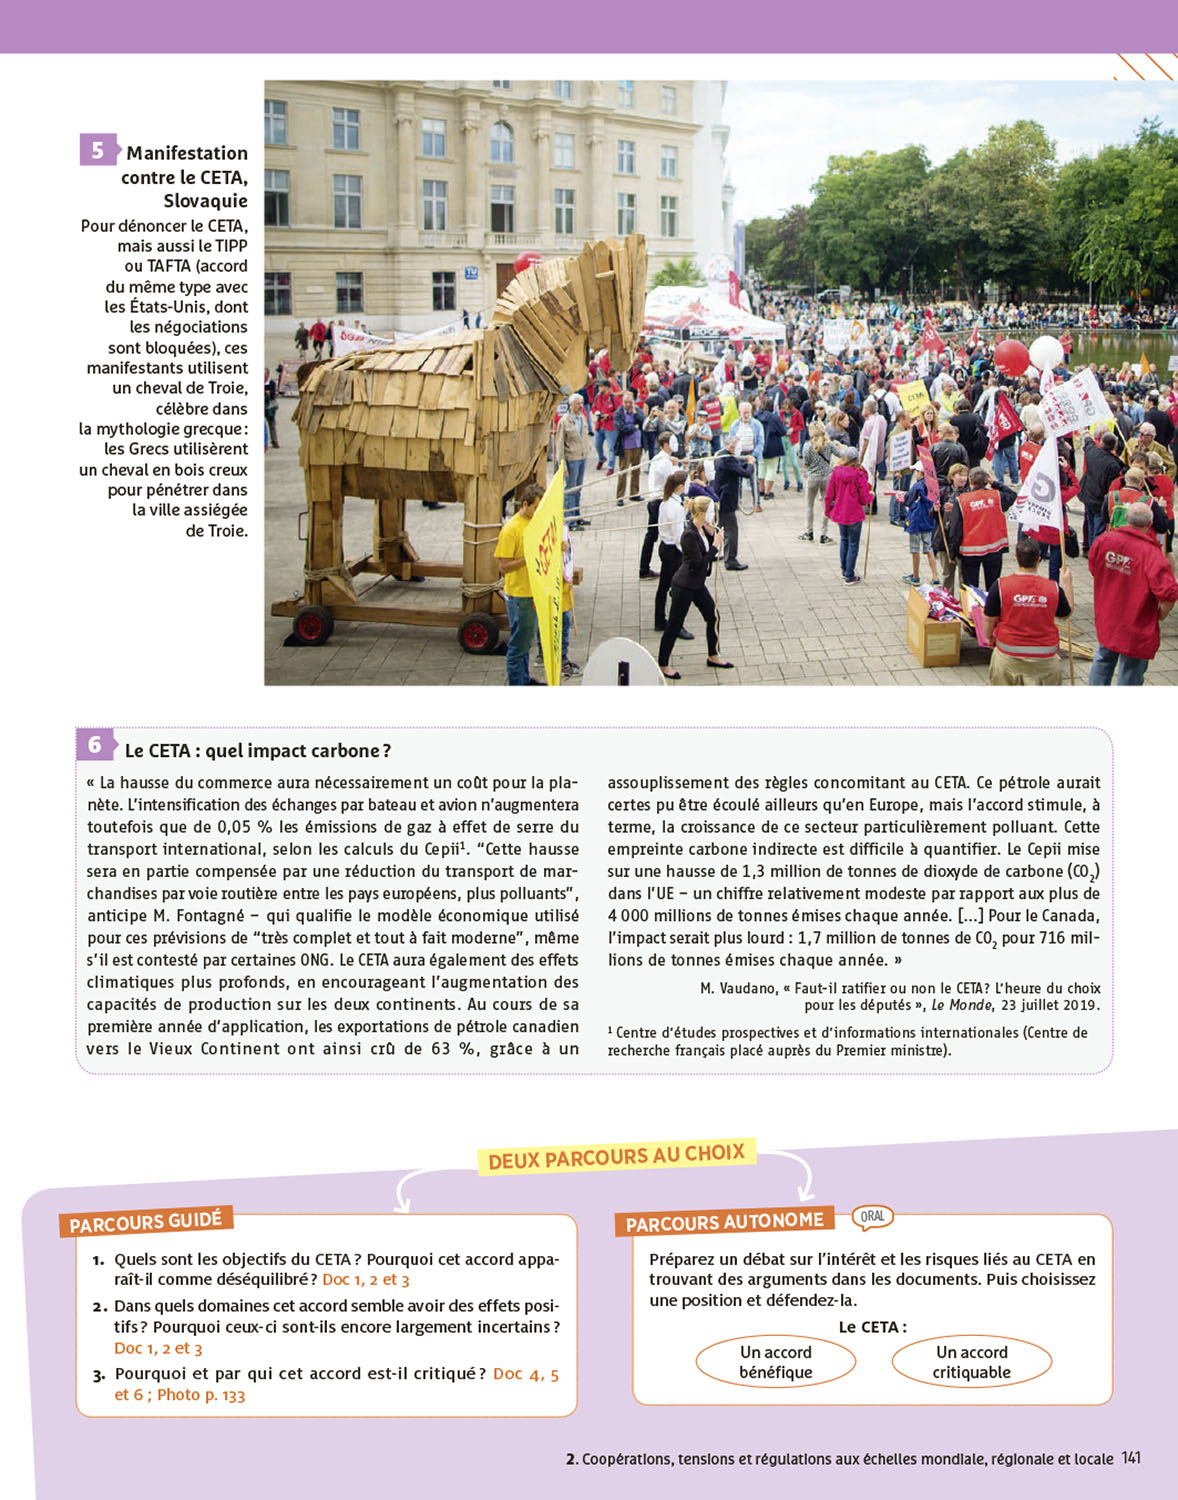 5 Manifestation
contre le CETA,
Slovaquie
Pour dénoncer le CETA,
mais aussi le TIPP
ou TAFTA (accord
du même type avec
les États-Unis, dont
les négociations
sont bloquées), ces
manifestants utilisent
un cheval de Troie,
célèbre dans
la mythologie grecque :
les Grecs utilisèrent
un cheval en bois creux
pour pénétrer dans
la ville assiégée
de Troie.
CETA
GPF
GPF
6 Le CETA : quel impact carbone ?
« La hausse du commerce aura nécessairement un coût pour la pla-
nète. L’intensification des échanges par bateau et avion n’augmentera
toutefois que de 0,05 % les émissions de gaz à effet de serre du
transport international, selon les calculs du Cepii¹. “Cette hausse
sera en partie compensée par une réduction du transport de mar-
chandises par voie routière entre les pays européens, plus polluants”,
anticipe M. Fontagné – qui qualifie le modèle économique utilisé
pour ces prévisions de “très complet et tout à fait moderne”, même
s’il est contesté par certaines ONG. Le CETA aura également des effets
climatiques plus profonds, en encourageant l’augmentation des
capacités de production sur les deux continents. Au cours de sa
première année d’application, les exportations de pétrole canadien
vers le Vieux Continent ont ainsi crû de 63 %, grâce à un
assouplissement des règles concomitant au CETA. Ce pétrole aurait
certes pu être écoulé ailleurs qu’en Europe, mais l’accord stimule, à
terme, la croissance de ce secteur particulièrement polluant. Cette
empreinte carbone indirecte est difficile à quantifier. Le Cepii mise
sur une hausse de 1,3 million de tonnes de dioxyde de carbone (CO₂)
dans l’UE – un chiffre relativement modeste par rapport aux plus de
4 000 millions de tonnes émises chaque année. [...] Pour le Canada,
l’impact serait plus lourd : 1,7 million de tonnes de CO₂ pour 716 mil-
lions de tonnes émises chaque année. »
M. Vaudano, « Faut-il ratifier ou non le CETA ? L’heure du choix
pour les députés », Le Monde, 23 juillet 2019.
¹ Centre d’études prospectives et d’informations internationales (Centre de
recherche français placé auprès du Premier ministre).
DEUX PARCOURS AU CHOIX
PARCOURS GUIDÉ
1. Quels sont les objectifs du CETA ? Pourquoi cet accord appa-
raît-il comme déséquilibré ? Doc 1, 2 et 3
2. Dans quels domaines cet accord semble avoir des effets posi-
tifs ? Pourquoi ceux-ci sont-ils encore largement incertains ?
Doc 1, 2 et 3
3. Pourquoi et par qui cet accord est-il critiqué ? Doc 4, 5
et 6 ; Photo p. 133
PARCOURS AUTONOME ORAL
Préparez un débat sur l’intérêt et les risques liés au CETA en
trouvant des arguments dans les documents. Puis choisissez
une position et défendez-la.
Le CETA :
Un accord
bénéfique
Un accord
critiquable
2. Coopérations, tensions et régulations aux échelles mondiale, régionale et locale 141